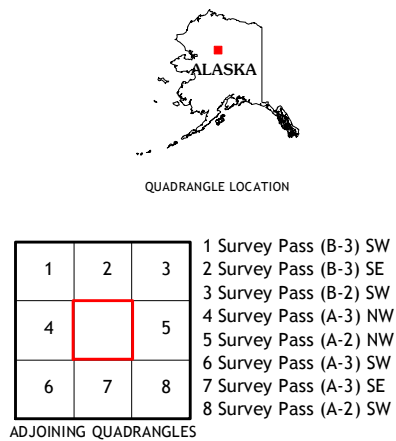 ALASKA
QUADRANGLE LOCATION
1 2 3
4 5
6 7 8
1 Survey Pass (B-3) SW
2 Survey Pass (B-3) SE
3 Survey Pass (B-2) SW
4 Survey Pass (A-3) NW
5 Survey Pass (A-2) NW
6 Survey Pass (A-3) SW
7 Survey Pass (A-3) SE
8 Survey Pass (A-2) SW
ADJOINING QUADRANGLES